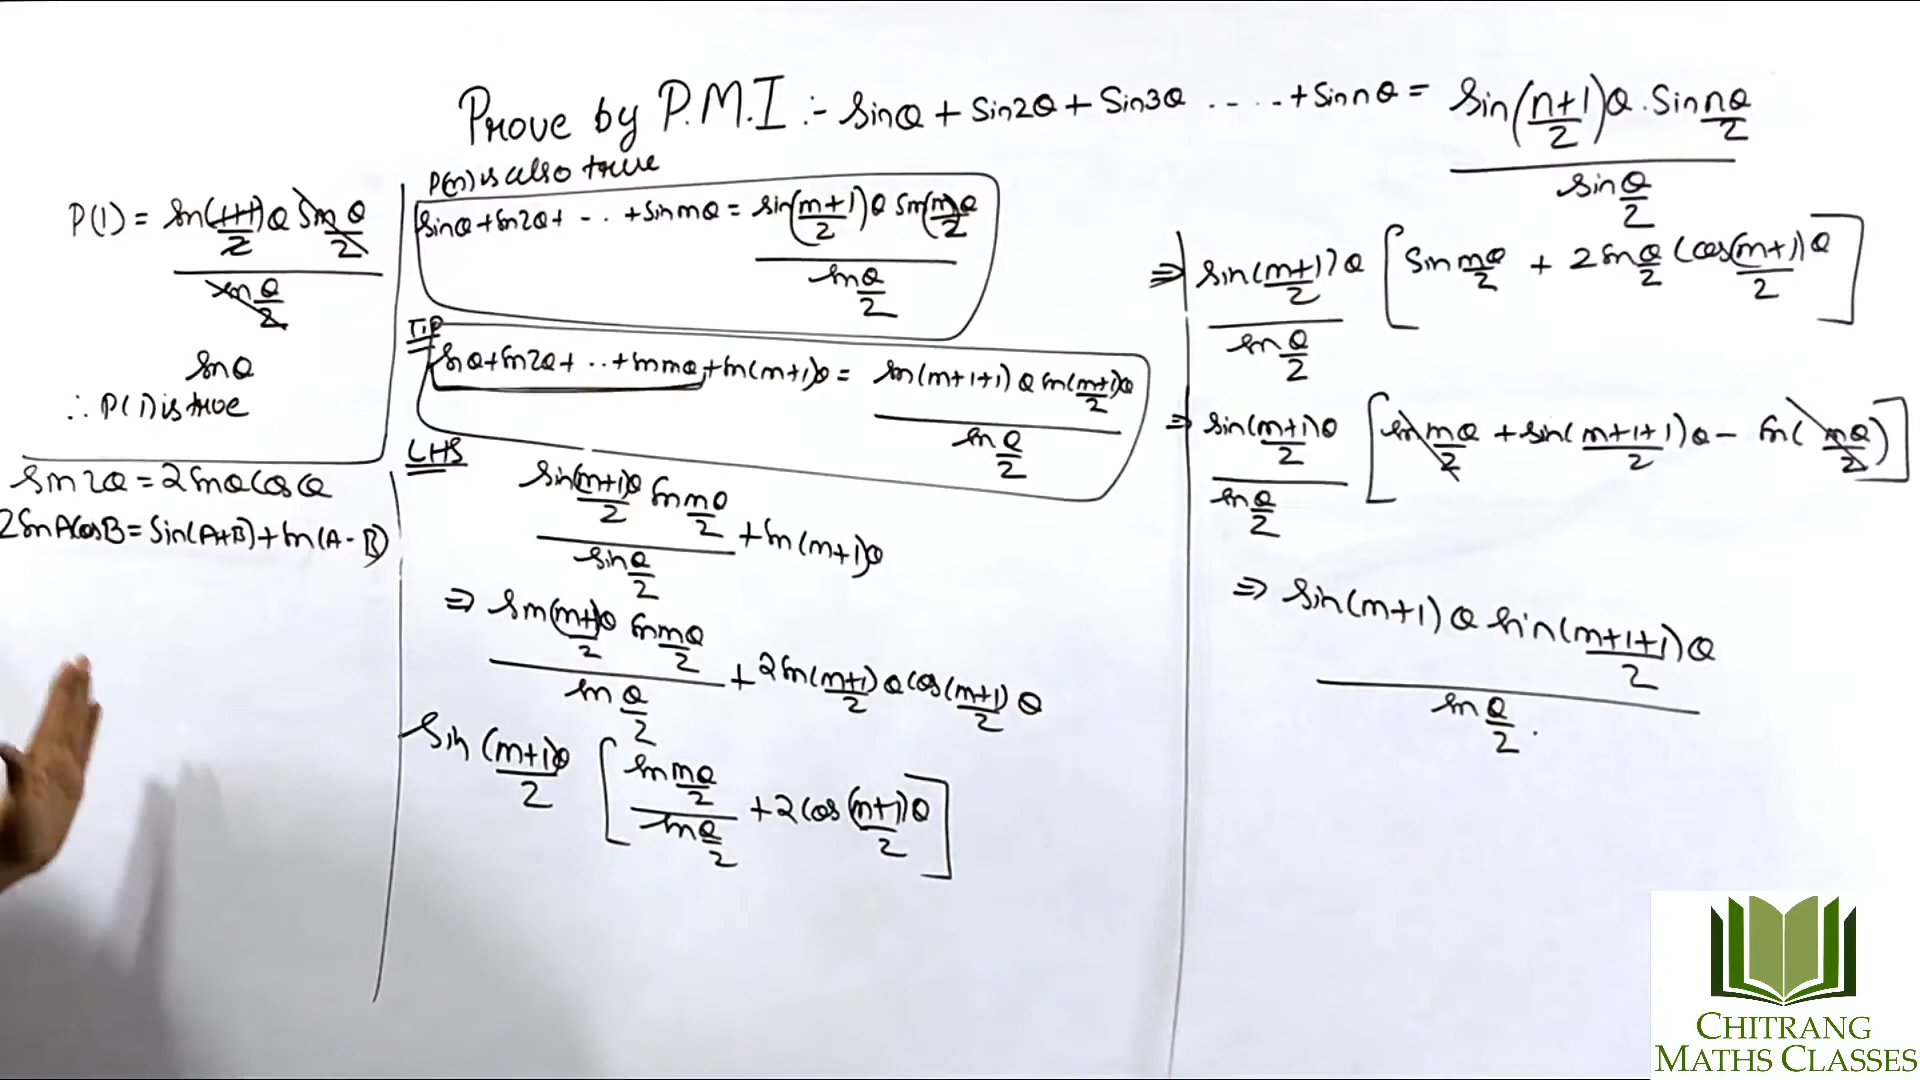 Prove by P.M.I :- sinθ + sin2θ + sin3θ .... + sin nθ = sin(n+1/2)θ . sin nθ/2 / sin θ/2
P(1) = sin(1+1/2)θ sin θ/2 / sin θ/2
sinθ
∴ P(1) is true
sin2θ = 2sinθcosθ
2sinAcosB = sin(A+B)+sin(A-B)
P(m) is also true
sinθ+sin2θ+ -.. +sin mθ = sin(m+1/2)θ sin(m/2)θ / sin θ/2
T.P
sinθ+sin2θ+ ..+sin mθ+sin(m+1)θ = sin(m+1+1)θ sin(m+1/2)θ / sin θ/2
LHS
sin(m+1/2)θ sin mθ/2 / sin θ/2 + sin(m+1)θ
⇒ sin(m+1/2)θ sin mθ/2 / sin θ/2 + 2sin(m+1/2)θ cos(m+1/2)θ
sin (m+1/2)θ [sin mθ/2 / sin θ/2 + 2cos(m+1/2)θ]
⇒ sin(m+1/2)θ / sin θ/2 [sin mθ/2 + 2sin θ/2 cos(m+1/2)θ]
⇒ sin(m+1/2)θ / sin θ/2 [sin mθ/2 + sin(m+1+1/2)θ - sin(mθ/2)]
⇒ sin(m+1)θ sin(m+1+1/2)θ / sin θ/2 .
CHITRANG
MATHS CLASSES